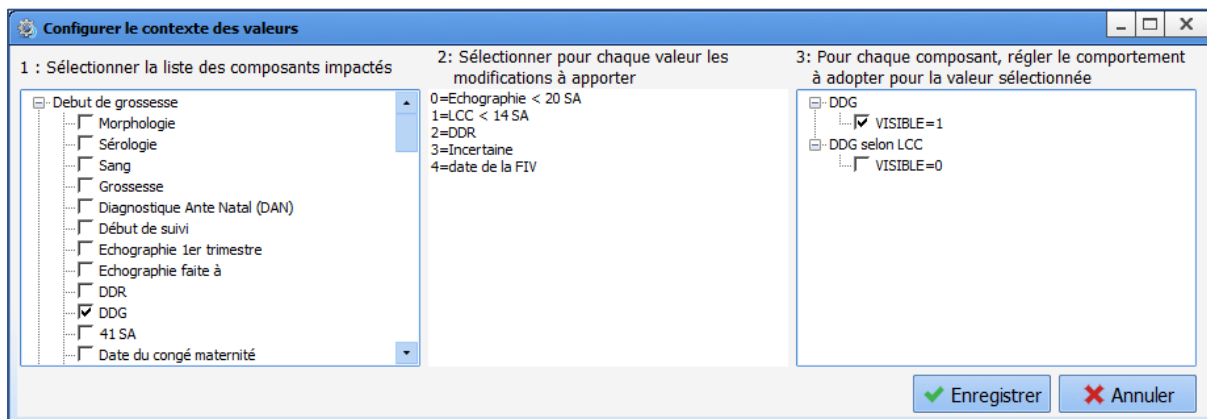 Configurer le contexte des valeurs
1 : Sélectionner la liste des composants impactés
Debut de grossesse
Morphologie
Sérologie
Sang
Grossesse
Diagnostique Ante Natal (DAN)
Début de suivi
Echographie 1er trimestre
Echographie faite à
DDR
DDG
41 SA
Date du congé maternité
2: Sélectionner pour chaque valeur les
modifications à apporter
0=Echographie < 20 SA
1=LCC < 14 SA
2=DDR
3=Incertaine
4=date de la FIV
3: Pour chaque composant, régler le comportement
à adopter pour la valeur sélectionnée
DDG
VISIBLE=1
DDG selon LCC
VISIBLE=0
Enregistrer
Annuler